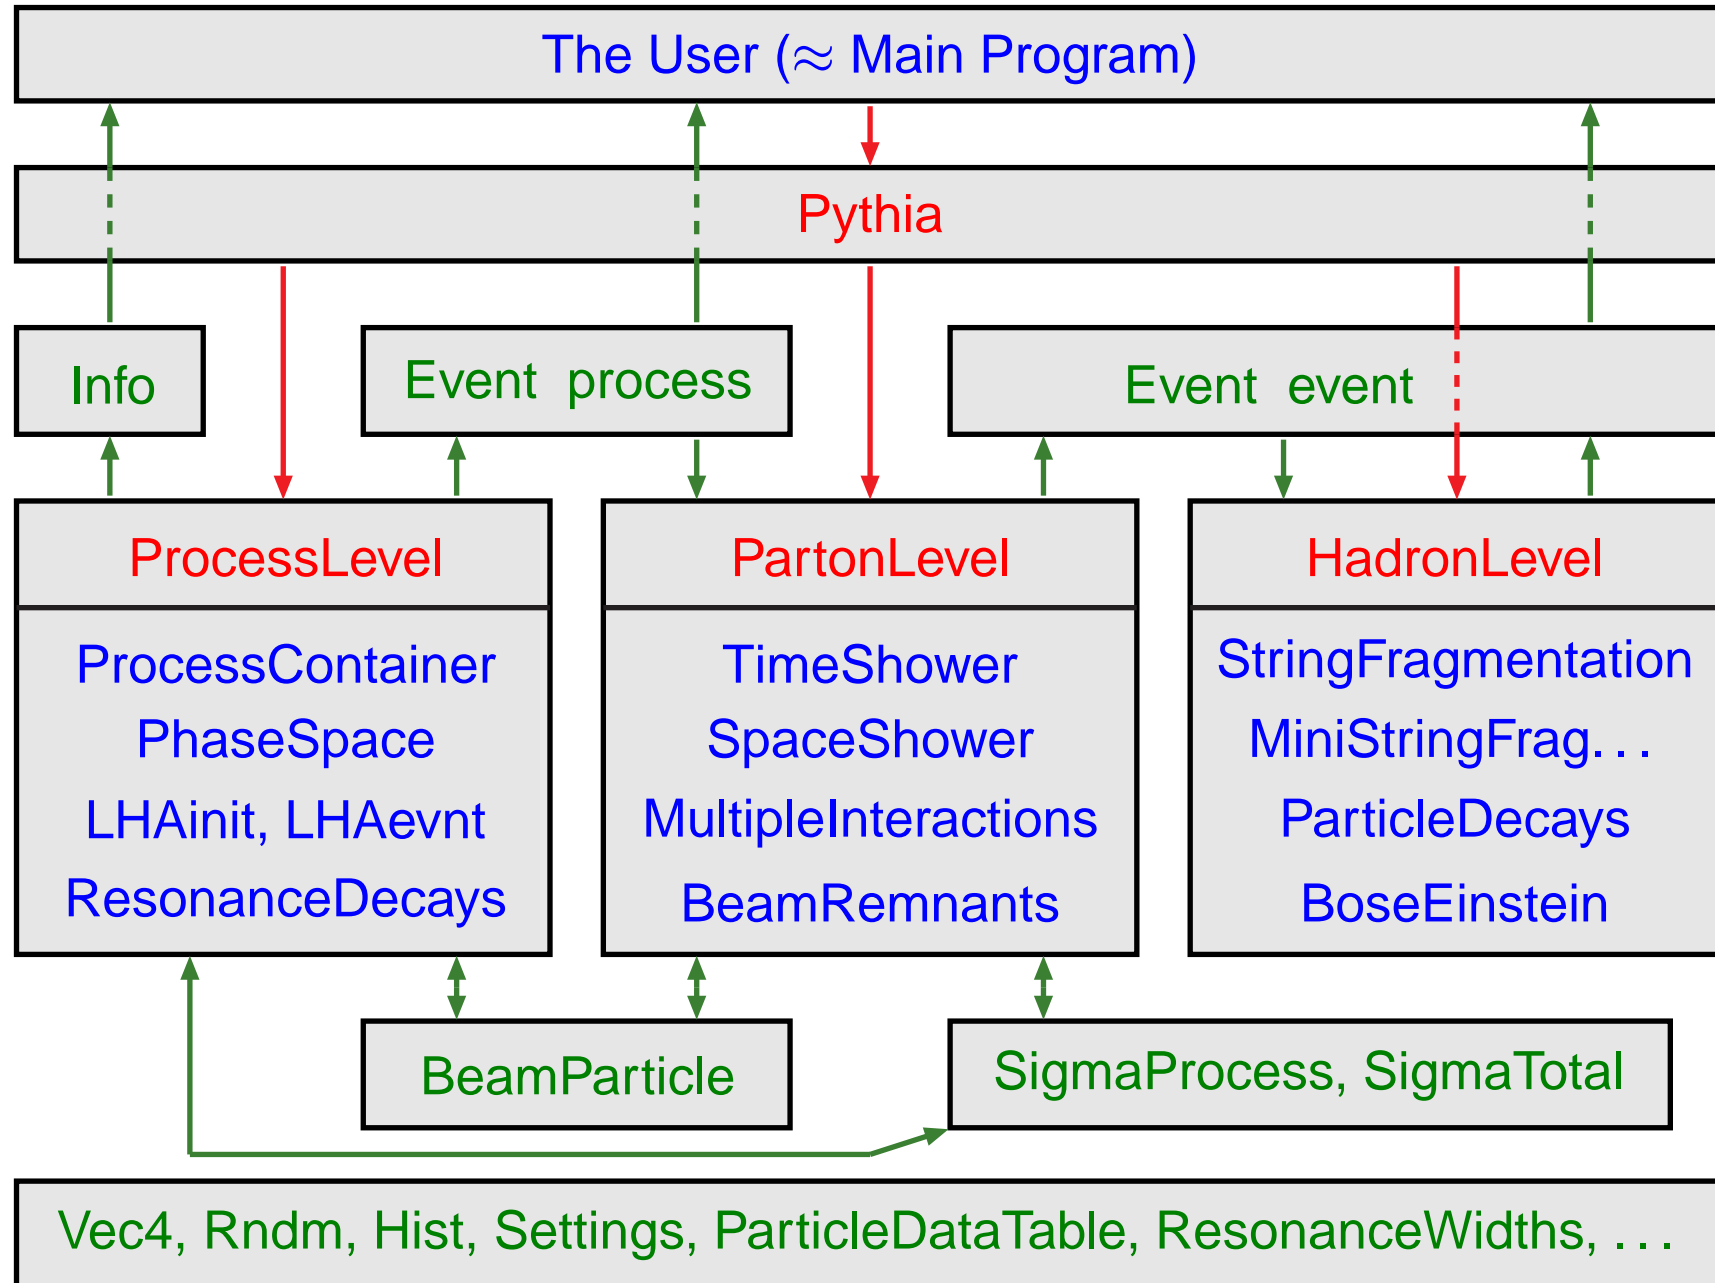 The User (≈ Main Program)
Pythia
Info
Event process
Event event
ProcessLevel
ProcessContainer
PhaseSpace
LHAinit, LHAevnt
ResonanceDecays
PartonLevel
TimeShower
SpaceShower
MultipleInteractions
BeamRemnants
HadronLevel
StringFragmentation
MiniStringFrag...
ParticleDecays
BoseEinstein
BeamParticle
SigmaProcess, SigmaTotal
Vec4, Rndm, Hist, Settings, ParticleDataTable, ResonanceWidths, ...